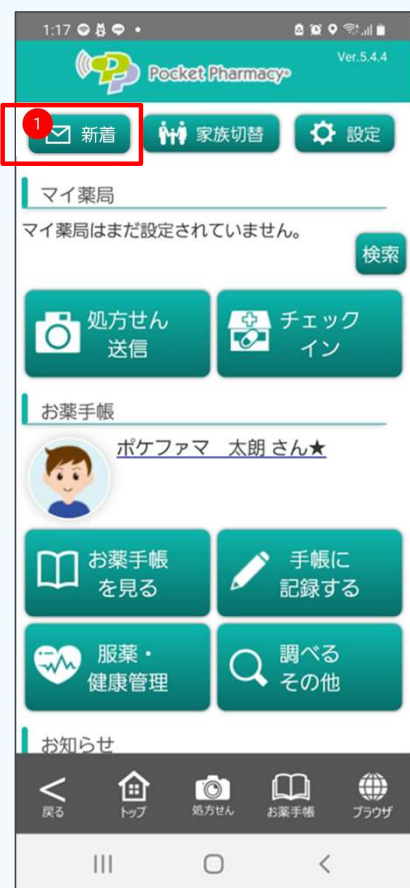 1:17
Pocket Pharmacy
Ver.5.4.4
1
新着
家族切替
設定
マイ薬局
マイ薬局はまだ設定されていません。
検索
処方せん
送信
チェック
イン
お薬手帳
ポケファマ 太朗 さん★
お薬手帳
を見る
手帳に
記録する
服薬・
健康管理
調べる
その他
お知らせ
戻る
トップ
処方せん
お薬手帳
ブラウザ